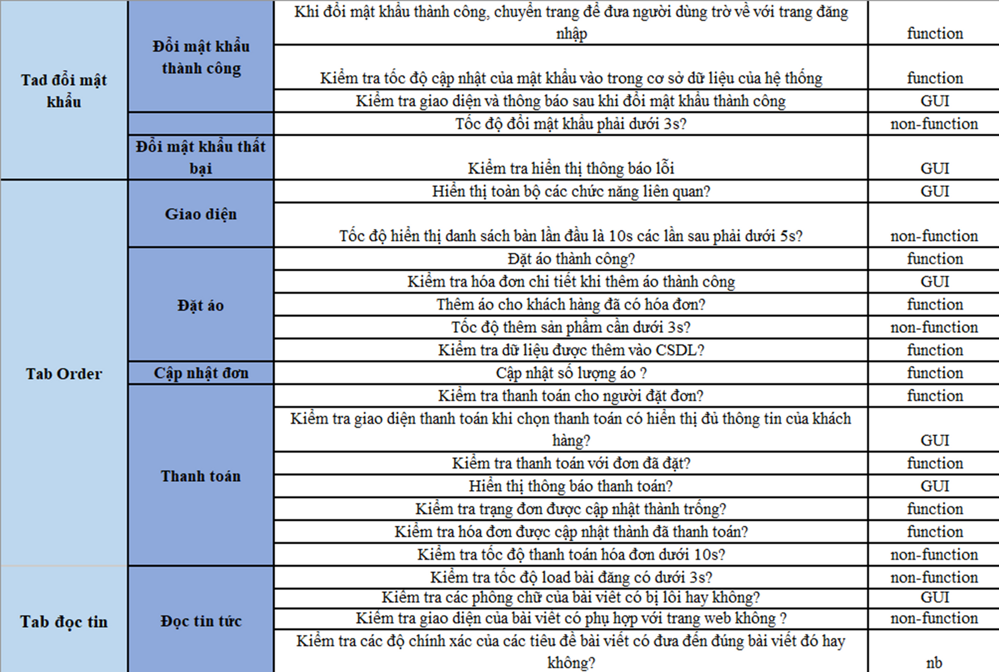 Tad đổi mật
khẩu
Đổi mật khẩu
thành công
Khi đổi mật khẩu thành công, chuyển trang để đưa người dùng trờ về với trang đăng
nhập
function
Kiểm tra tốc độ cập nhật của mật khẩu vào trong cơ sở dữ liệu của hệ thống
function
Kiểm tra giao diện và thông báo sau khi đổi mật khẩu thành công
GUI
Tốc độ đổi mật khẩu phải dưới 3s?
non-function
Đổi mật khẩu thất
bại
Kiểm tra hiển thị thông báo lỗi
GUI
Tab Order
Giao diện
Hiển thị toàn bộ các chức năng liên quan?
GUI
Tốc độ hiển thị danh sách bàn lần đầu là 10s các lần sau phải dưới 5s?
non-function
Đặt áo
Đặt áo thành công?
function
Kiểm tra hóa đơn chi tiết khi thêm áo thành công
GUI
Thêm áo cho khách hàng đã có hóa đơn?
function
Tốc độ thêm sản phẩm cần dưới 3s?
non-function
Kiểm tra dữ liệu được thêm vào CSDL?
function
Cập nhật đơn
Cập nhật số lượng áo ?
function
Thanh toán
Kiểm tra thanh toán cho người đặt đơn?
function
Kiểm tra giao diện thanh toán khi chọn thanh toán có hiển thị đủ thông tin của khách
hàng?
GUI
Kiểm tra thanh toán với đơn đã đặt?
function
Hiển thị thông báo thanh toán?
GUI
Kiểm tra trạng đơn được cập nhật thành trống?
function
Kiểm tra hóa đơn được cập nhật thành đã thanh toán?
function
Kiểm tra tốc độ thanh toán hóa đơn dưới 10s?
non-function
Tab đọc tin
Đọc tin tức
Kiểm tra tốc độ load bài đăng có dưới 3s?
non-function
Kiểm tra các phông chữ của bài viết có bị lỗi hay không?
GUI
Kiểm tra giao diện của bài viết có phụ hợp với trang web không ?
non-function
Kiểm tra các độ chính xác của các tiêu đề bài viết có đưa đến đúng bài viết đó hay
không?
nb